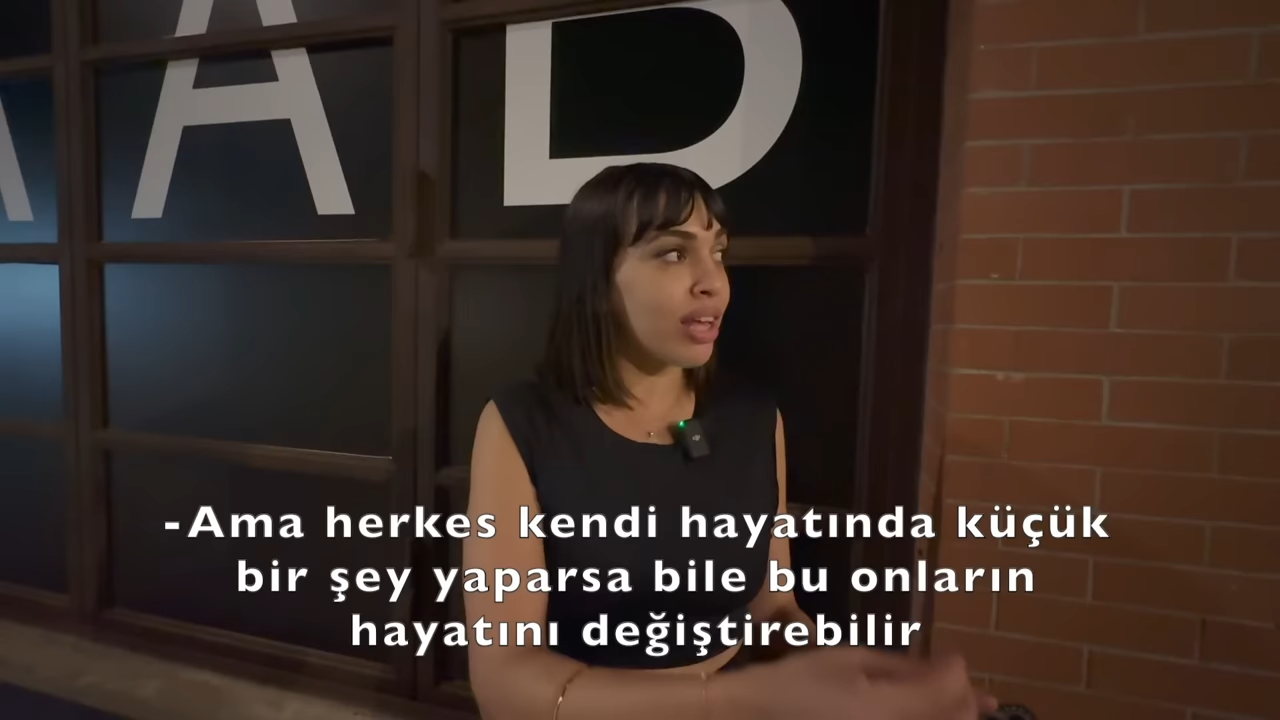 A D
-Ama herkes kendi hayatında küçük
bir şey yaparsa bile bu onların
hayatını değiştirebilir